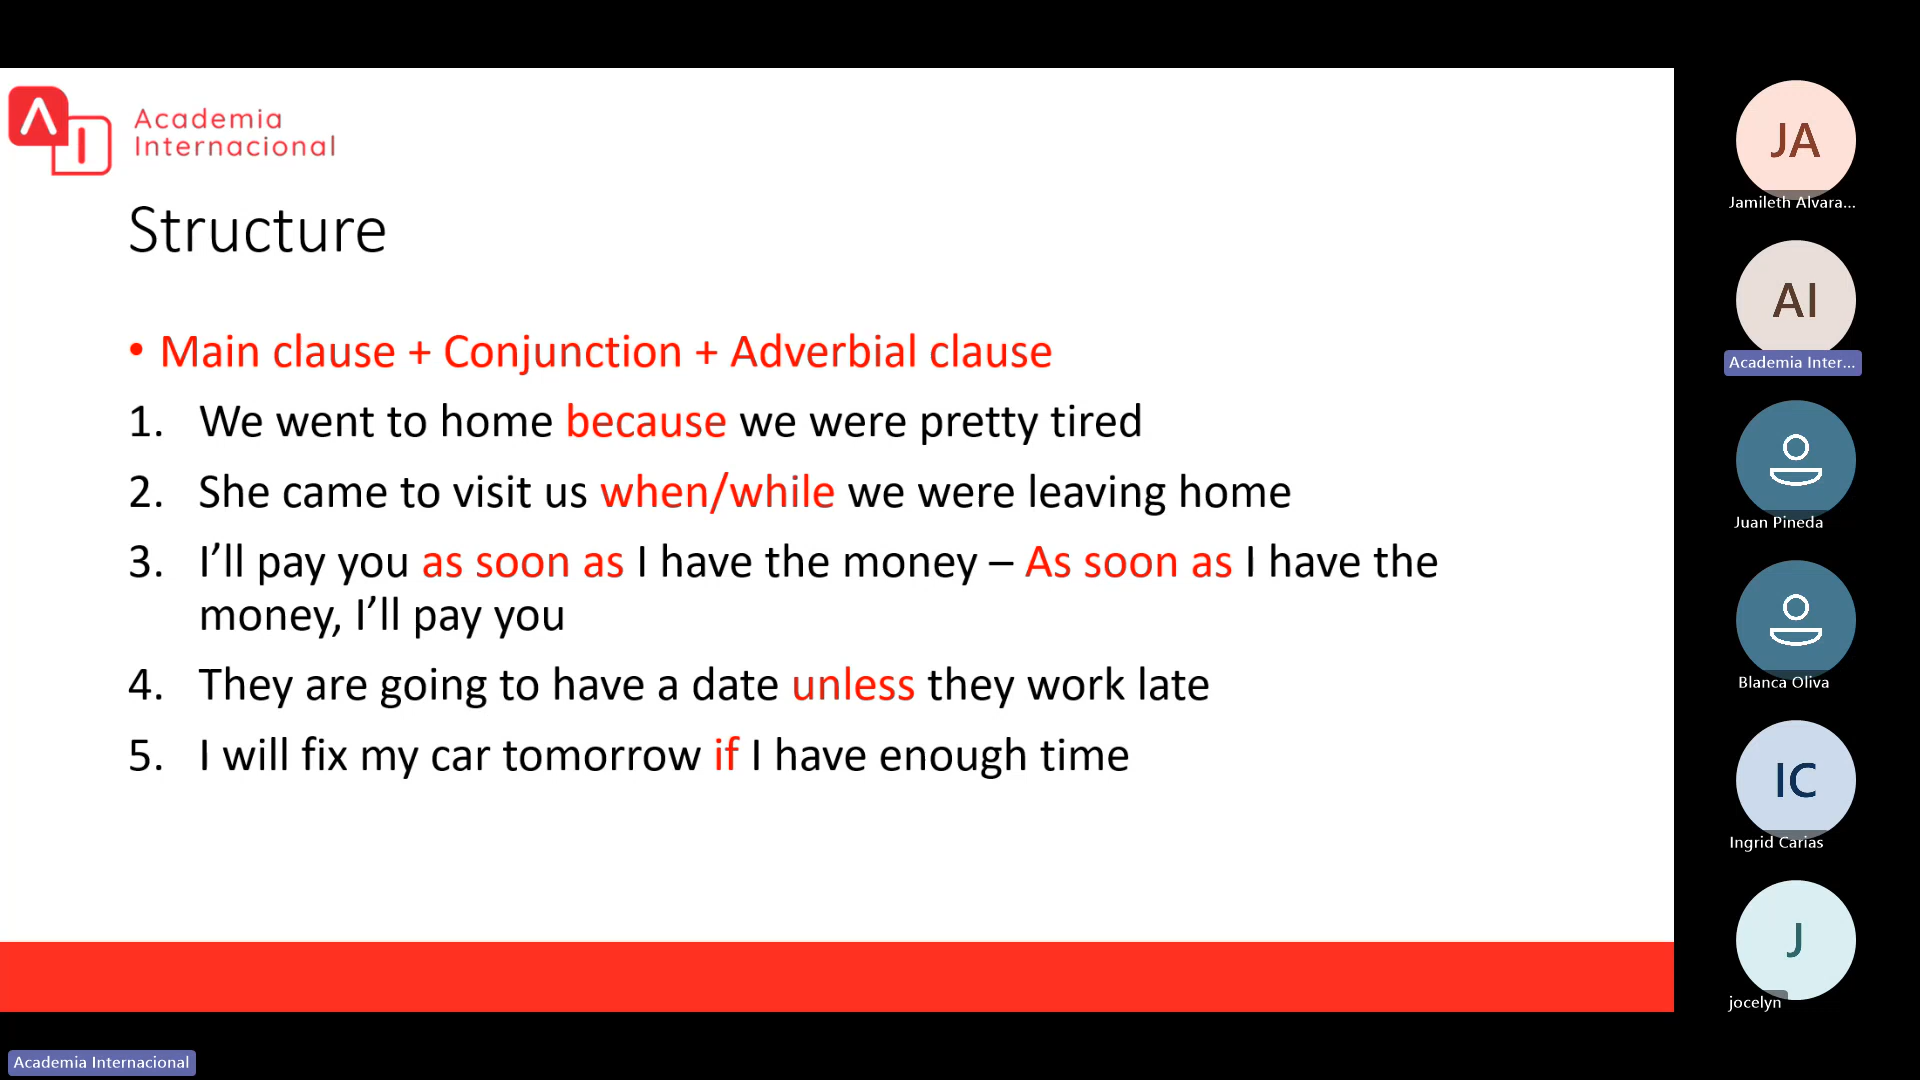 Academia
Internacional
Structure
• Main clause + Conjunction + Adverbial clause
1. We went to home because we were pretty tired
2. She came to visit us when/while we were leaving home
3. I’ll pay you as soon as I have the money – As soon as I have the
money, I’ll pay you
4. They are going to have a date unless they work late
5. I will fix my car tomorrow if I have enough time
JA
Jamileth Alvara...
AI
Academia Inter...
Juan Pineda
Blanca Oliva
IC
Ingrid Carias
J
jocelyn
Academia Internacional